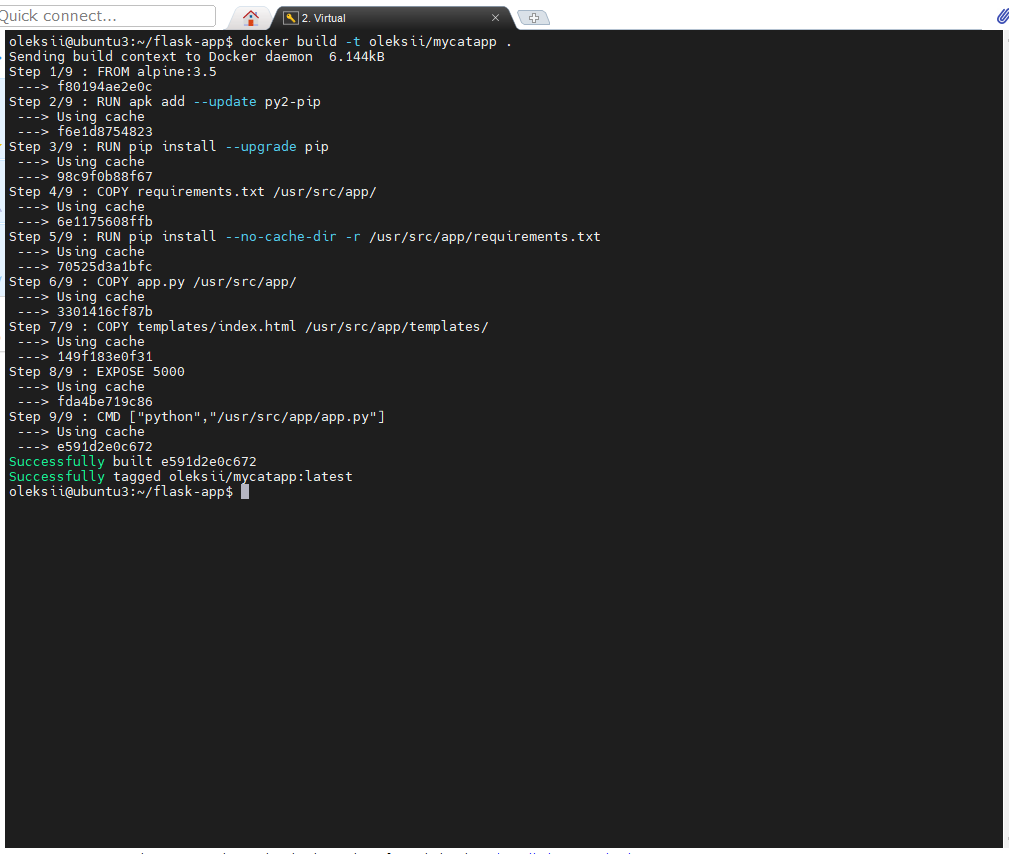 Quick connect...
2. Virtual
oleksii@ubuntu3:~/flask-app$ docker build -t oleksii/mycatapp .
Sending build context to Docker daemon  6.144kB
Step 1/9 : FROM alpine:3.5
 ---> f80194ae2e0c
Step 2/9 : RUN apk add --update py2-pip
 ---> Using cache
 ---> f6e1d8754823
Step 3/9 : RUN pip install --upgrade pip
 ---> Using cache
 ---> 98c9f0b88f67
Step 4/9 : COPY requirements.txt /usr/src/app/
 ---> Using cache
 ---> 6e1175608ffb
Step 5/9 : RUN pip install --no-cache-dir -r /usr/src/app/requirements.txt
 ---> Using cache
 ---> 70525d3a1bfc
Step 6/9 : COPY app.py /usr/src/app/
 ---> Using cache
 ---> 3301416cf87b
Step 7/9 : COPY templates/index.html /usr/src/app/templates/
 ---> Using cache
 ---> 149f183e0f31
Step 8/9 : EXPOSE 5000
 ---> Using cache
 ---> fda4be719c86
Step 9/9 : CMD ["python","/usr/src/app/app.py"]
 ---> Using cache
 ---> e591d2e0c672
Successfully built e591d2e0c672
Successfully tagged oleksii/mycatapp:latest
oleksii@ubuntu3:~/flask-app$